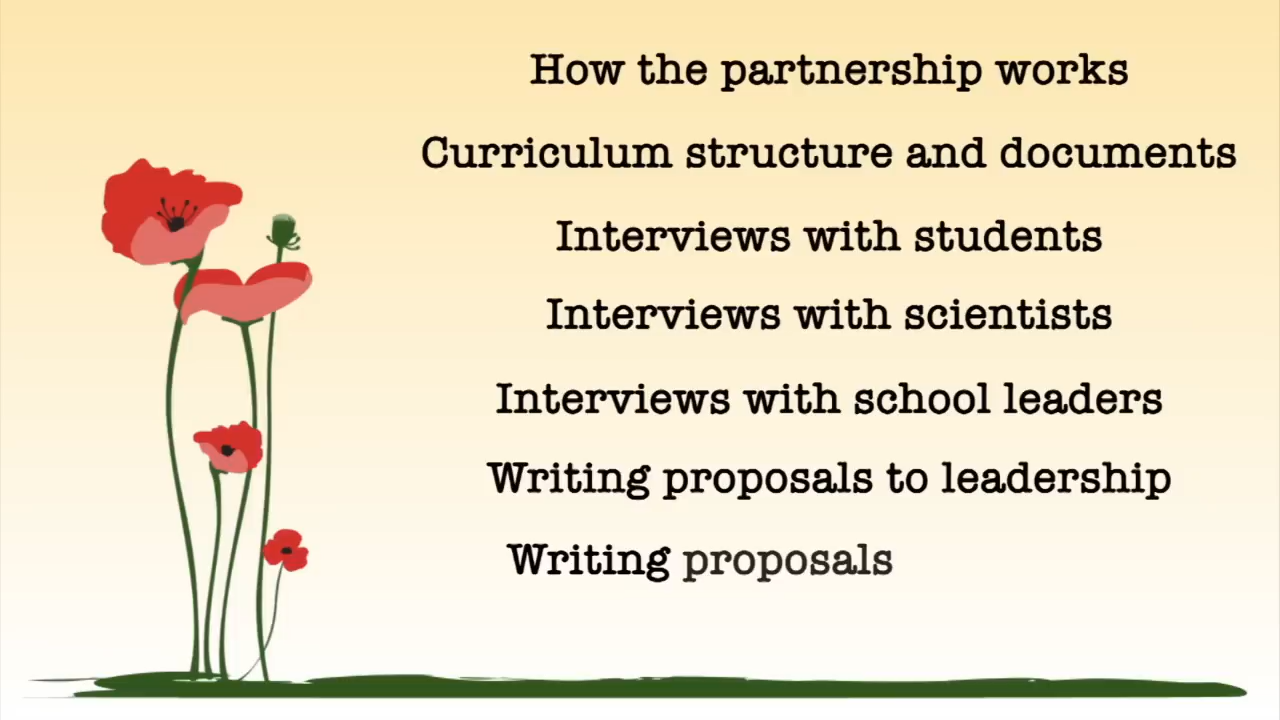 How the partnership works
Curriculum structure and documents
Interviews with students
Interviews with scientists
Interviews with school leaders
Writing proposals to leadership
Writing proposals